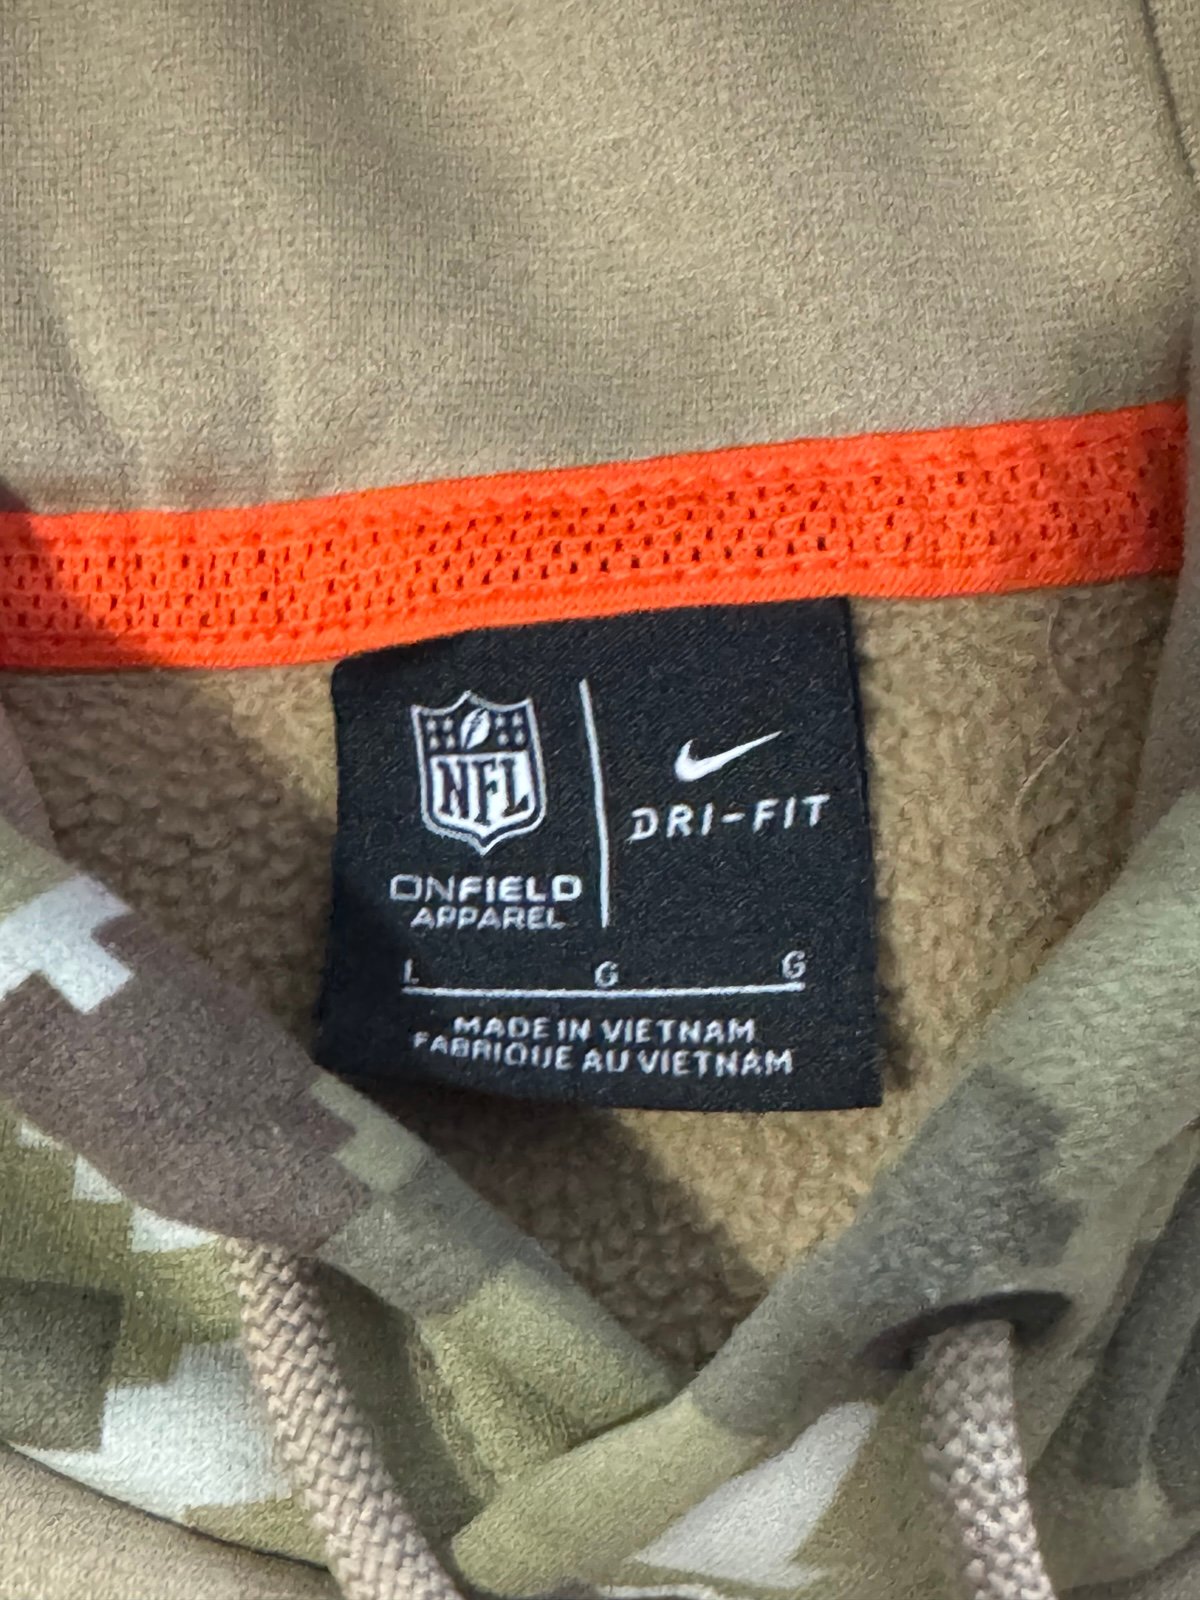 NFL
ONFIELD
APPAREL
DRI-FIT
L G G
MADE IN VIETNAM
FABRIQUE AU VIETNAM